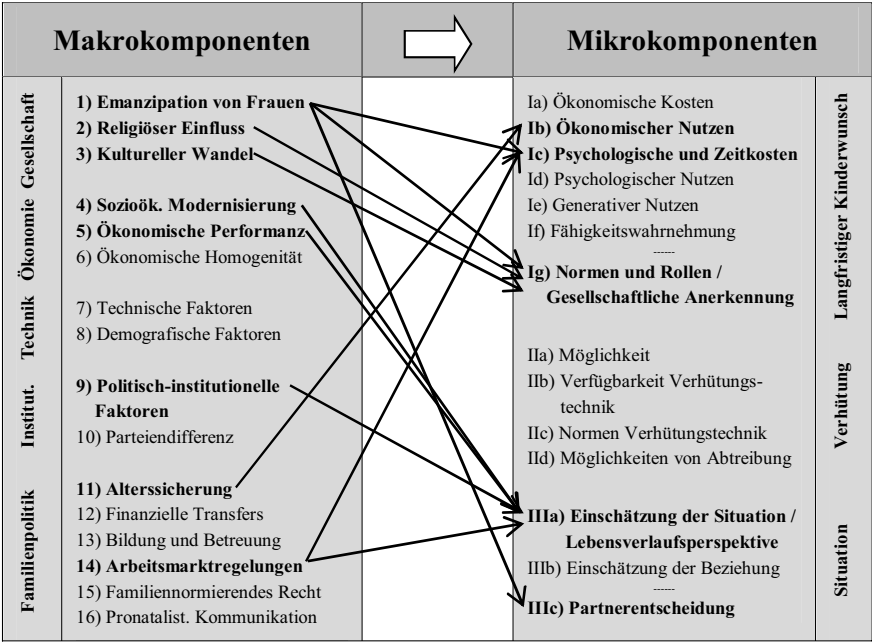 Makrokomponenten
Mikrokomponenten
Gesellschaft
1) Emanzipation von Frauen
2) Religiöser Einfluss
3) Kultureller Wandel
Ökonomie
4) Sozioök. Modernisierung
5) Ökonomische Performanz
6) Ökonomische Homogenität
Technik
7) Technische Faktoren
8) Demografische Faktoren
Institut.
9) Politisch-institutionelle
Faktoren
10) Parteiendifferenz
Familienpolitik
11) Alterssicherung
12) Finanzielle Transfers
13) Bildung und Betreuung
14) Arbeitsmarktregelungen
15) Familiennormierendes Recht
16) Pronatalist. Kommunikation
Ia) Ökonomische Kosten
Ib) Ökonomischer Nutzen
Ic) Psychologische und Zeitkosten
Id) Psychologischer Nutzen
Ie) Generativer Nutzen
If) Fähigkeitswahrnehmung
------
Ig) Normen und Rollen /
Gesellschaftliche Anerkennung
Langfristiger Kinderwunsch
IIa) Möglichkeit
IIb) Verfügbarkeit Verhütungs-
technik
IIc) Normen Verhütungstechnik
IId) Möglichkeiten von Abtreibung
Verhütung
IIIa) Einschätzung der Situation /
Lebensverlaufsperspektive
IIIb) Einschätzung der Beziehung
------
IIIc) Partnerentscheidung
Situation